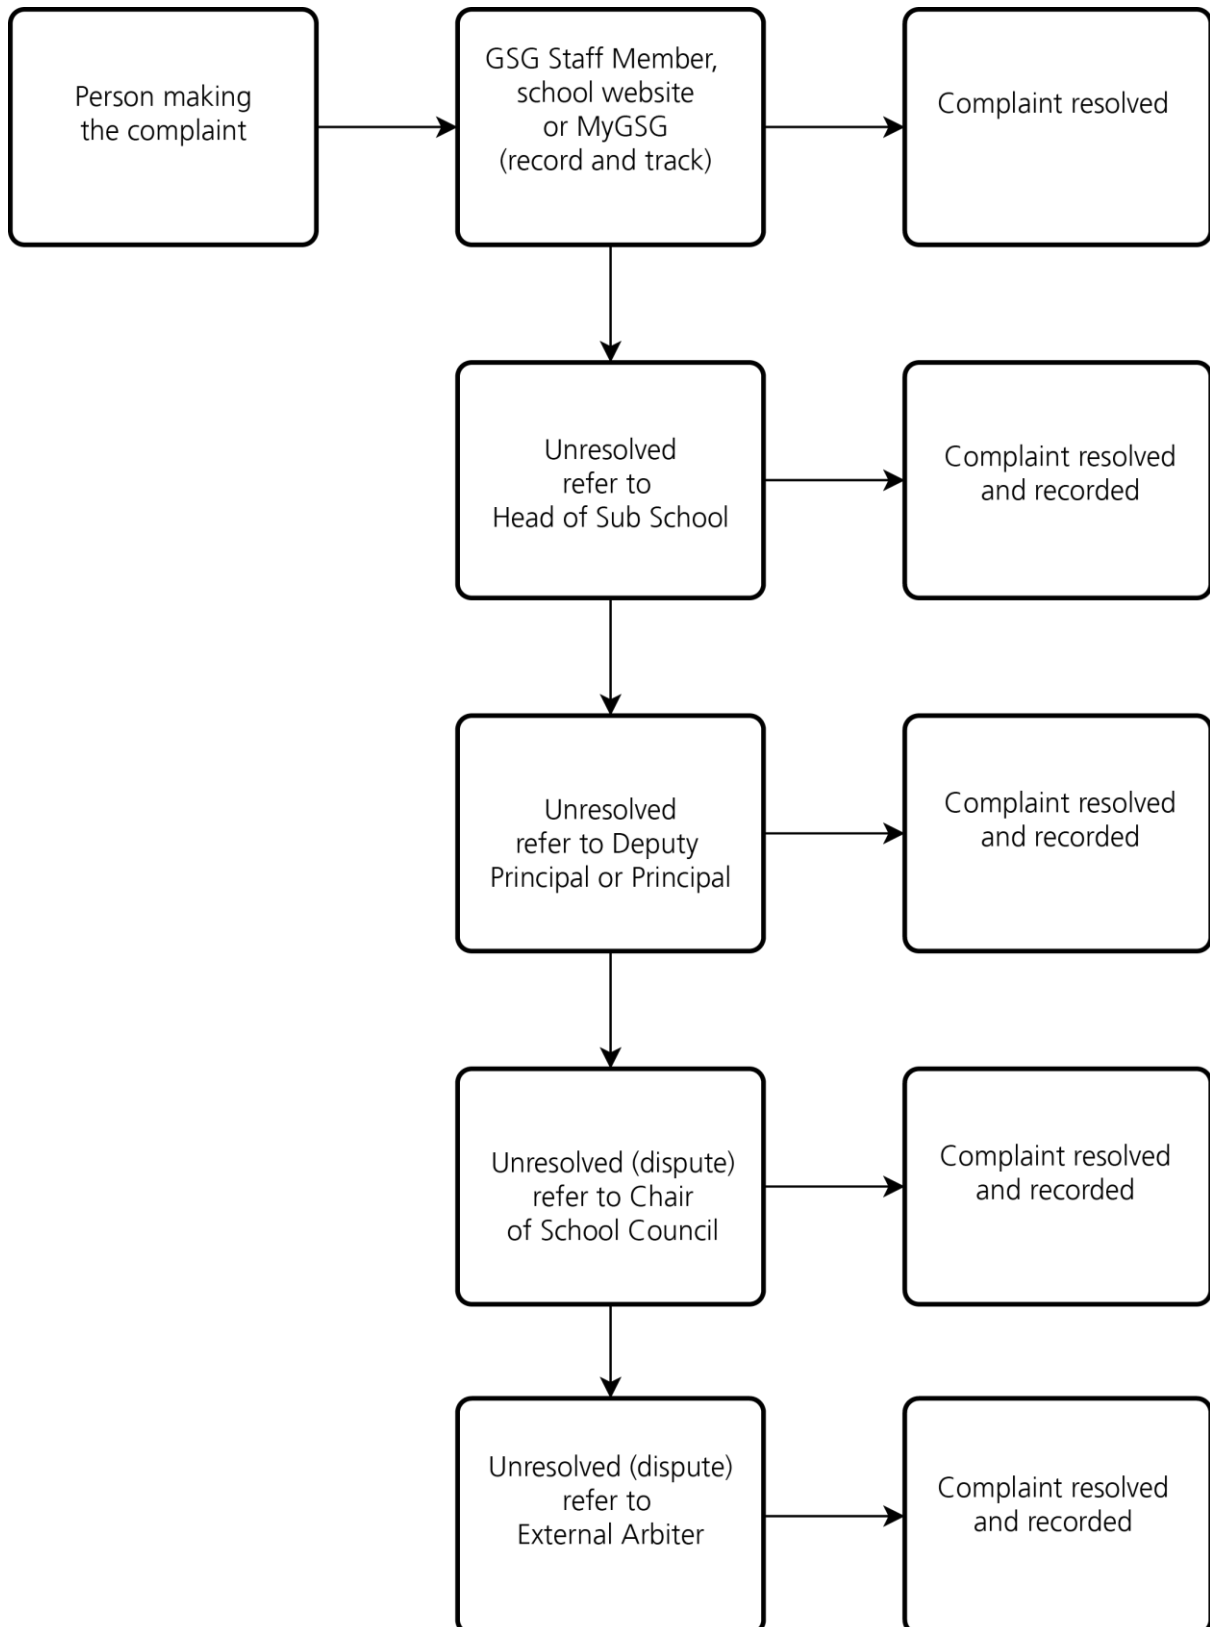 Person making
the complaint
GSG Staff Member,
school website
or MyGSG
(record and track)
Complaint resolved
Unresolved
refer to
Head of Sub School
Complaint resolved
and recorded
Unresolved
refer to Deputy
Principal or Principal
Complaint resolved
and recorded
Unresolved (dispute)
refer to Chair
of School Council
Complaint resolved
and recorded
Unresolved (dispute)
refer to
External Arbiter
Complaint resolved
and recorded